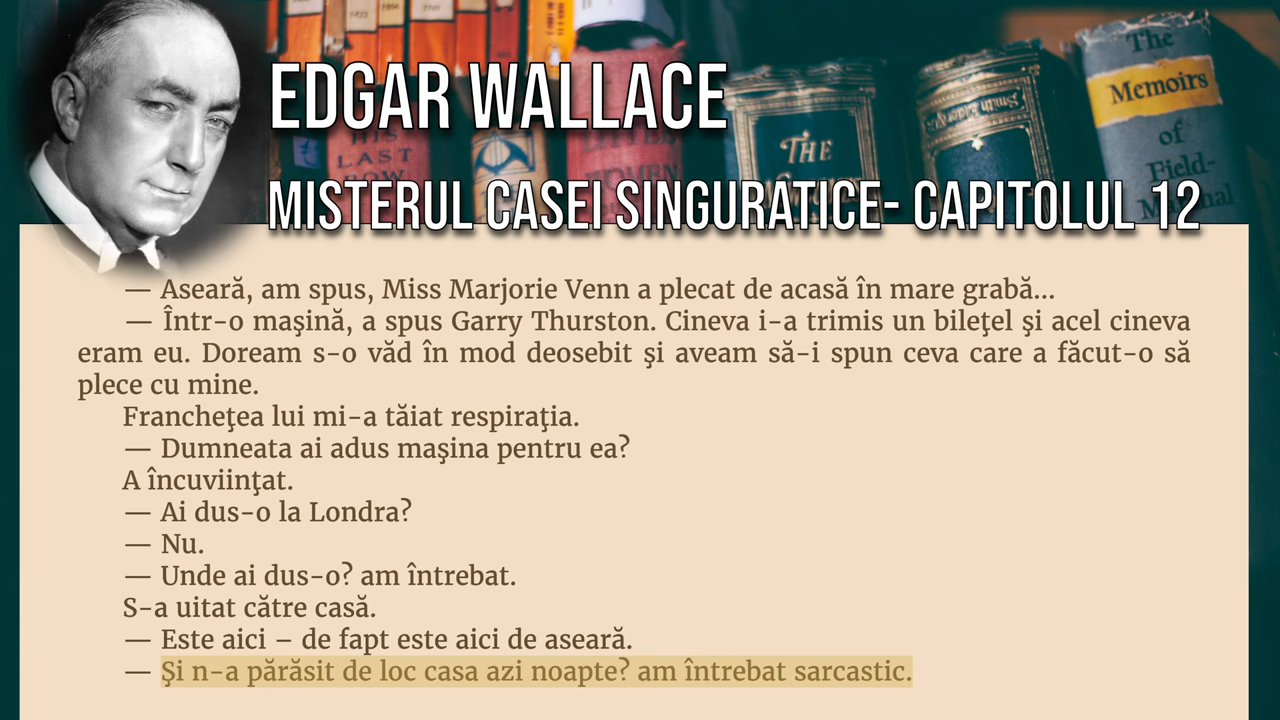 EDGAR WALLACE
MISTERUL CASEI SINGURATICE- CAPITOLUL 12
HIS
LAST
BOW
LITTLE
WOMEN
THE
The
Memoirs
of
Field-
— Aseară, am spus, Miss Marjorie Venn a plecat de acasă în mare grabă...
— Într-o maşină, a spus Garry Thurston. Cineva i-a trimis un bileţel şi acel cineva
eram eu. Doream s-o văd în mod deosebit şi aveam să-i spun ceva care a făcut-o să
plece cu mine.
Francheţea lui mi-a tăiat respiraţia.
— Dumneata ai adus maşina pentru ea?
A încuviinţat.
— Ai dus-o la Londra?
— Nu.
— Unde ai dus-o? am întrebat.
S-a uitat către casă.
— Este aici – de fapt este aici de aseară.
— Şi n-a părăsit de loc casa azi noapte? am întrebat sarcastic.